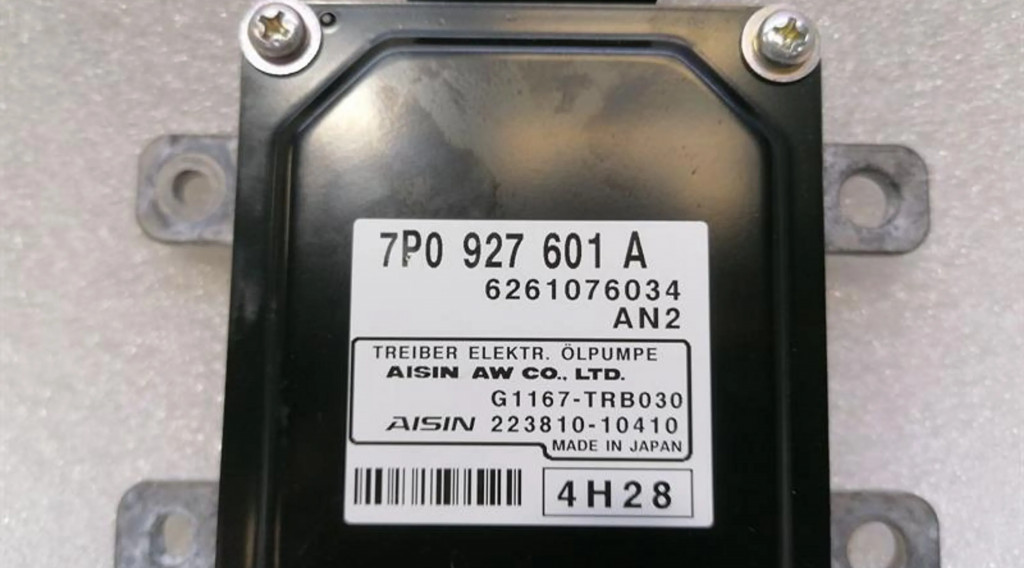 7P0 927 601 A
6261076034
AN2
TREIBER ELEKTR. ÖLPUMPE
AISIN AW CO., LTD.
G1167-TRB030
AISIN 223810-10410
MADE IN JAPAN
4H28